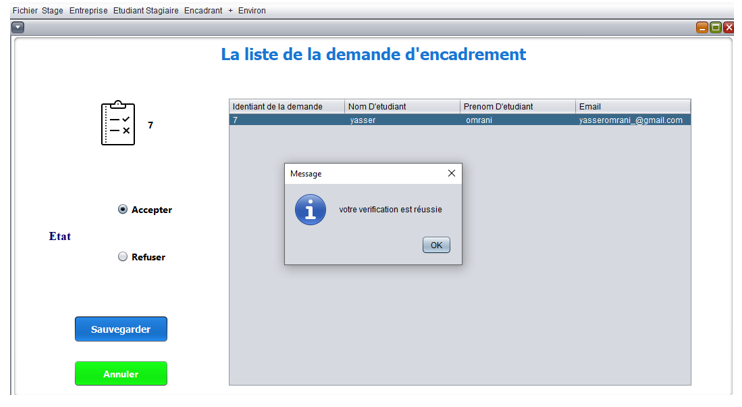 Fichier Stage Entreprise Etudiant Stagiaire Encadrant + Environ
La liste de la demande d'encadrement
7
Identiant de la demande Nom D'etudiant Prenom D'etudiant Email
7 yasser omrani yasseromrani_@gmail.com
Message
votre verification est réussie
OK
Accepter
Etat
Refuser
Sauvegarder
Annuler